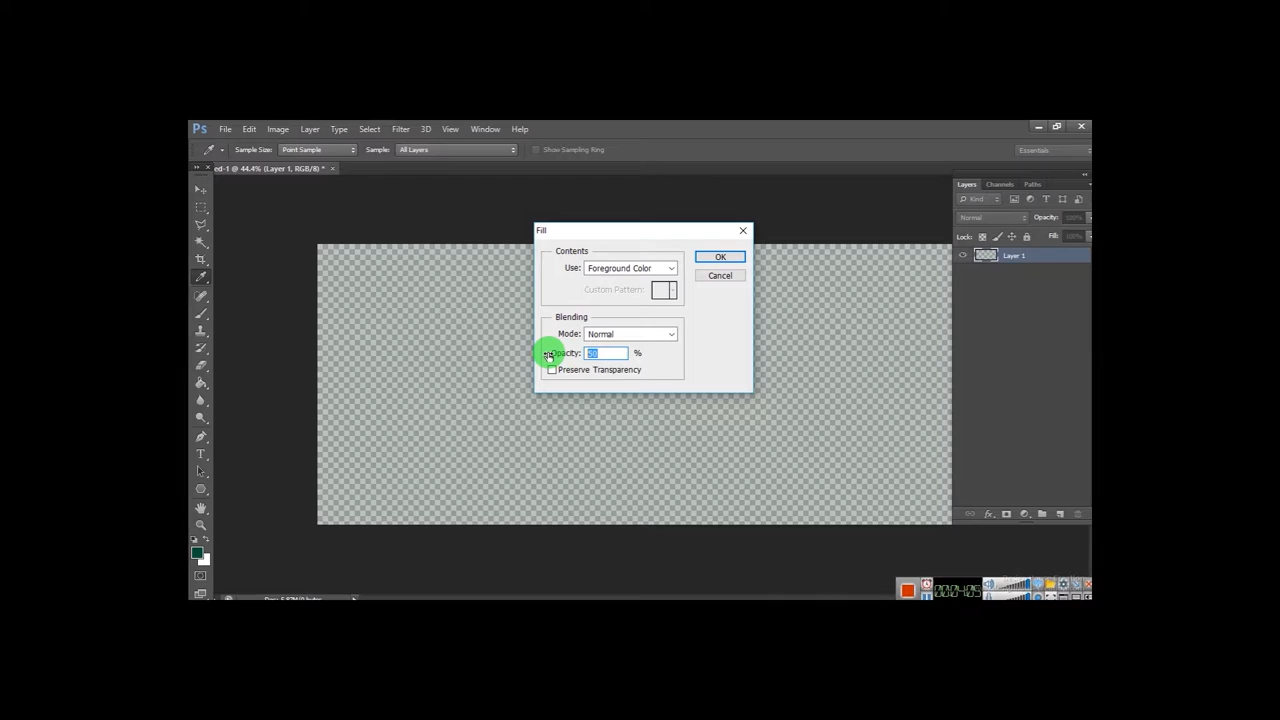 Ps File Edit Image Layer Type Select Filter 3D View Window Help
Sample Size: Point Sample Sample: All Layers Show Sampling Ring Essentials
ed-1 @ 44.4% (Layer 1, RGB/8) *
Layers Channels Paths
Kind
Normal Opacity: 100%
Lock: Fill: 100%
Layer 1
Fill
Contents
Use: Foreground Color
Custom Pattern:
OK
Cancel
Blending
Mode: Normal
Opacity: 50 %
Preserve Transparency